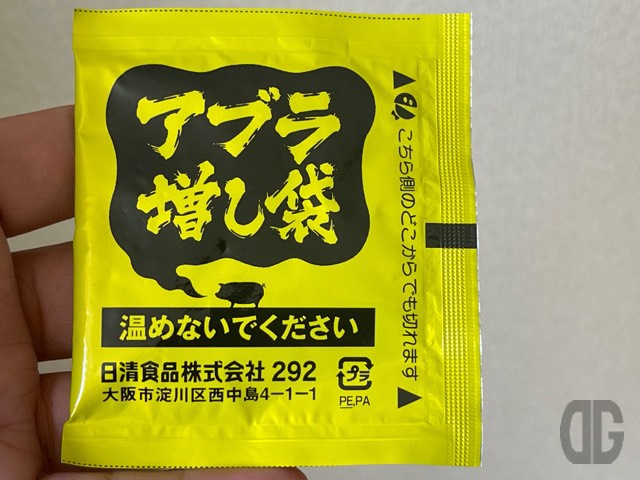 アブラ
増し袋
温めないでください
日清食品株式会社 292
大阪市淀川区西中島4-1-1
プラ
PE,PA
こちら側のどこからでも切れます
DG